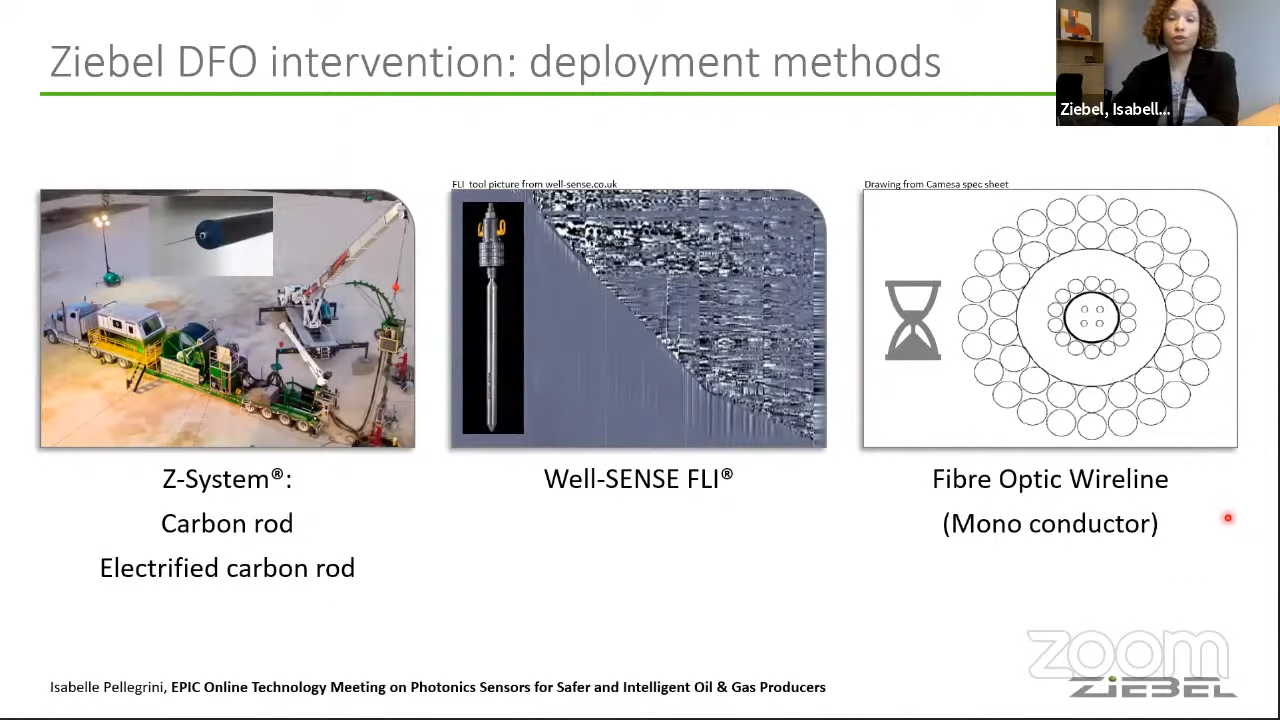 Ziebel DFO intervention: deployment methods
Ziebel, Isabell...
FLI tool picture from well-sense.co.uk
Drawing from Camesa spec sheet
Z-System®:
Carbon rod
Electrified carbon rod
Well-SENSE FLI®
Fibre Optic Wireline
(Mono conductor)
zoom
ZIEBEL
Isabelle Pellegrini, EPIC Online Technology Meeting on Photonics Sensors for Safer and Intelligent Oil & Gas Producers